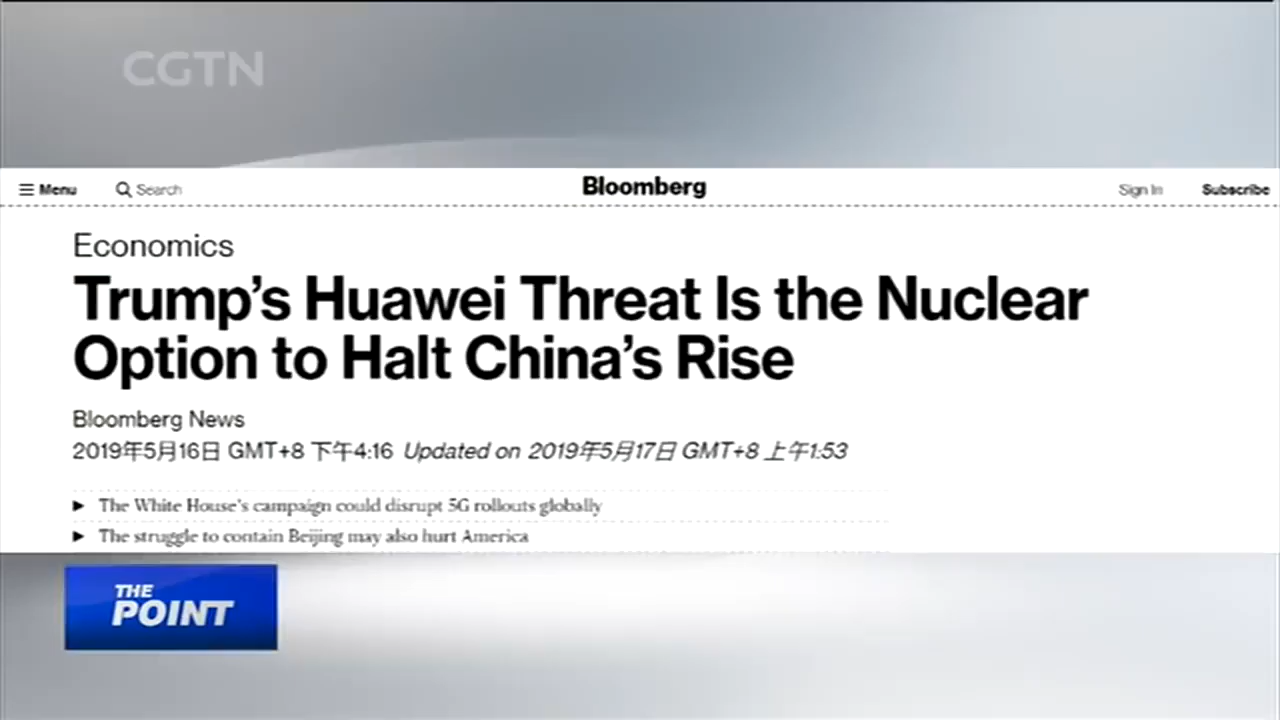 CGTN
Menu Search Bloomberg Sign In Subscribe
Economics
Trump's Huawei Threat Is the Nuclear
Option to Halt China's Rise
Bloomberg News
2019年5月16日 GMT+8 下午4:16 Updated on 2019年5月17日 GMT+8 上午1:53
The White House's campaign could disrupt 5G rollouts globally
The struggle to contain Beijing may also hurt America
THE
POINT